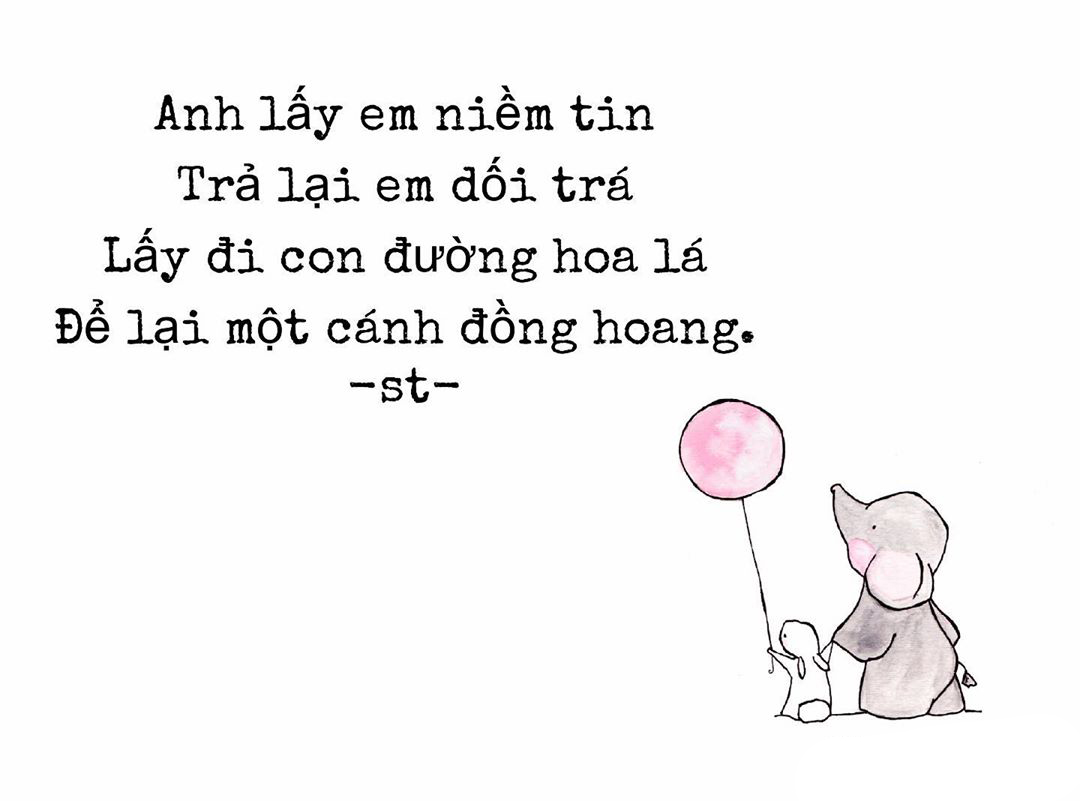 Anh lấy em niềm tin
Trả lại em dối trá
Lấy đi con đường hoa lá
Để lại một cánh đồng hoang.
-st-